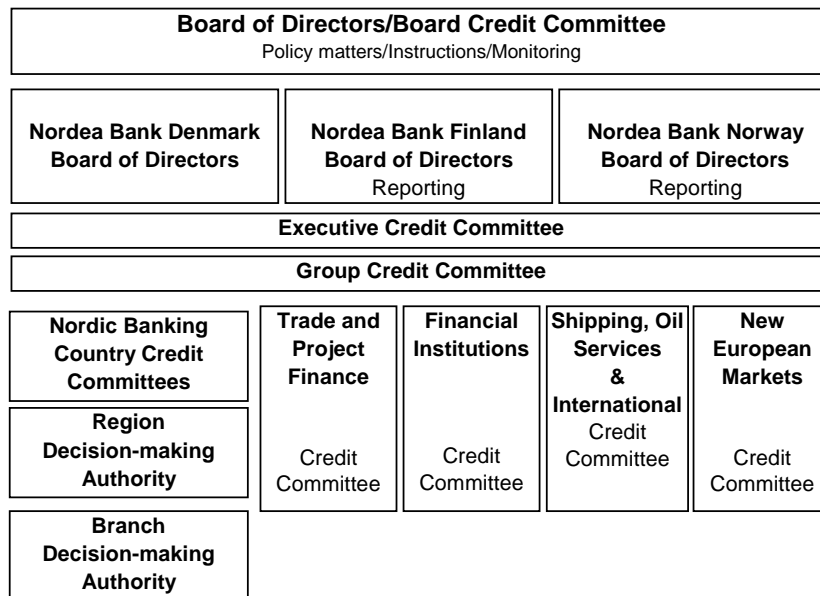 Board of Directors/Board Credit Committee
Policy matters/Instructions/Monitoring
Nordea Bank Denmark
Board of Directors
Nordea Bank Finland
Board of Directors
Reporting
Nordea Bank Norway
Board of Directors
Reporting
Executive Credit Committee
Group Credit Committee
Nordic Banking
Country Credit
Committees
Region
Decision-making
Authority
Branch
Decision-making
Authority
Trade and
Project
Finance
Credit
Committee
Financial
Institutions
Credit
Committee
Shipping, Oil
Services
&
International
Credit
Committee
New
European
Markets
Credit
Committee